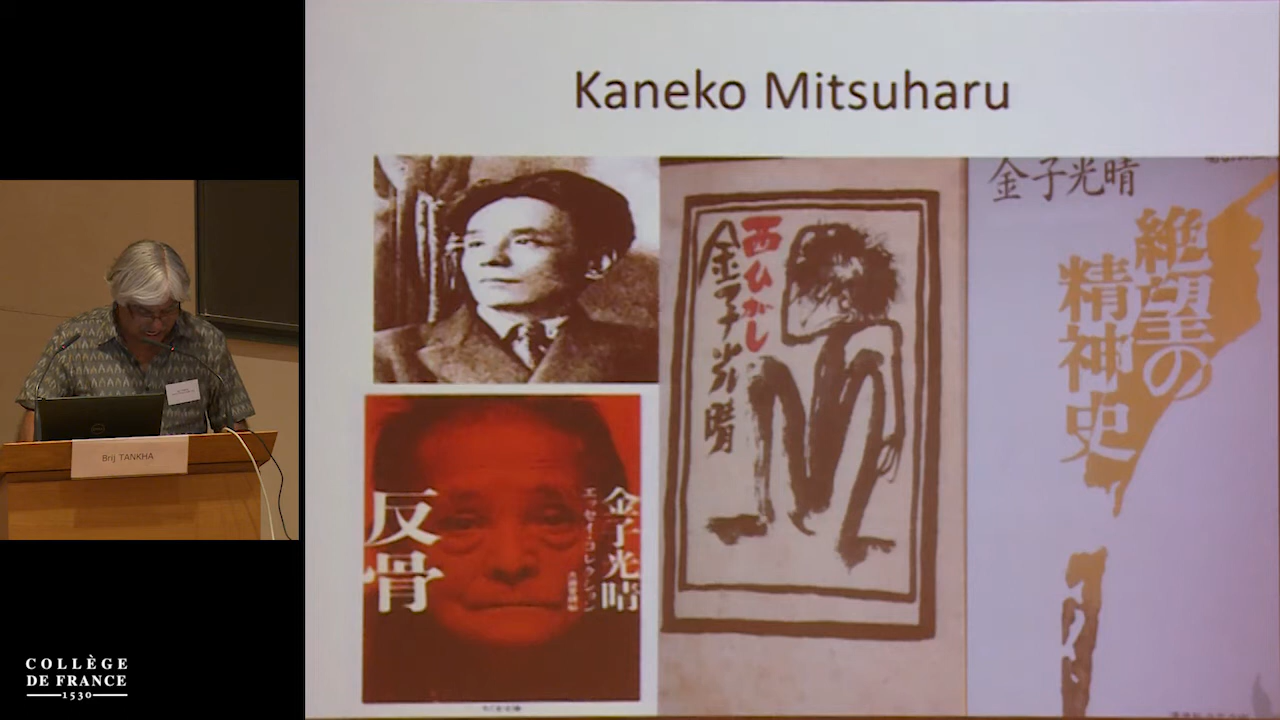 Kaneko Mitsuharu
金子光晴
絶望の
精神史
西ひがし
金子光晴
金子光晴
エッセイ・コレクション
反骨
Brij TANKHA
COLLÈGE
DE FRANCE
1530